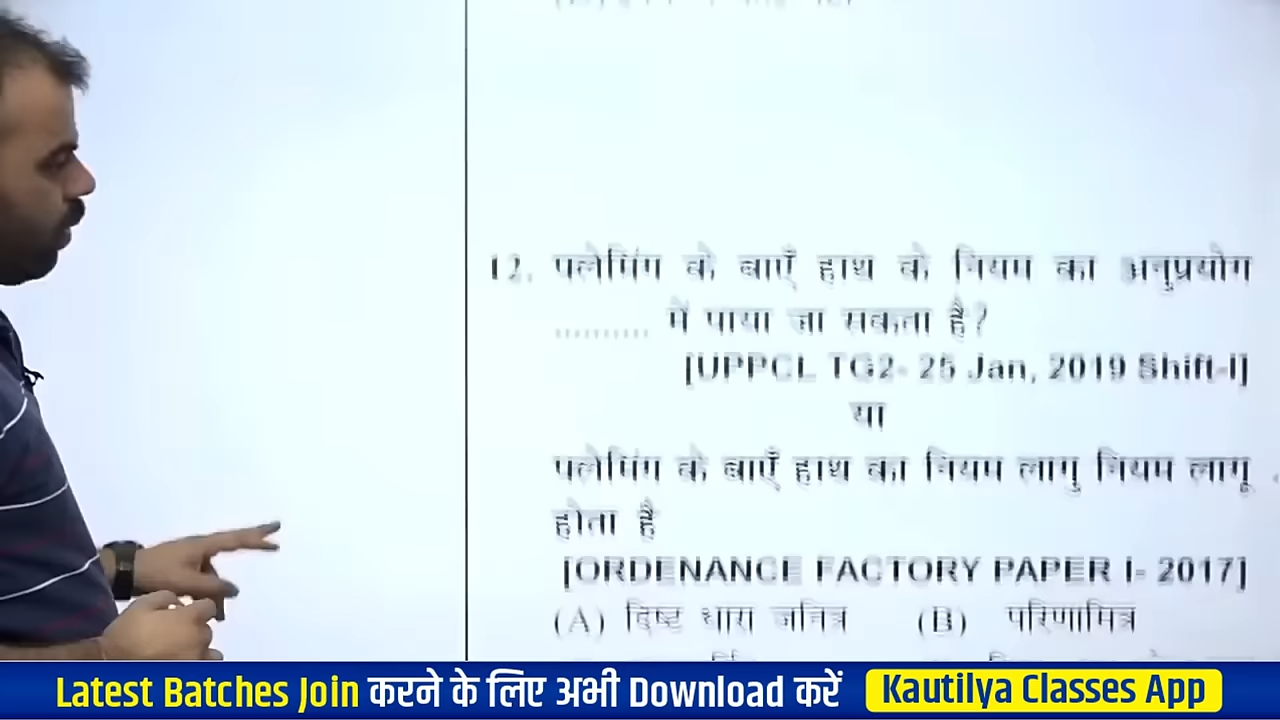 12. फ्लेमिंग के बाएँ हाथ के नियम का अनुप्रयोग
.......... में पाया जा सकता है?
[UPPCL TG2- 25 Jan, 2019 Shift-I]
या
फ्लेमिंग के बाएँ हाथ का नियम लागु नियम लागू
होता है
[ORDENANCE FACTORY PAPER I- 2017]
(A) दिष्ट धारा जनित्र (B) परिणामित्र
Latest Batches Join करने के लिए अभी Download करें Kautilya Classes App